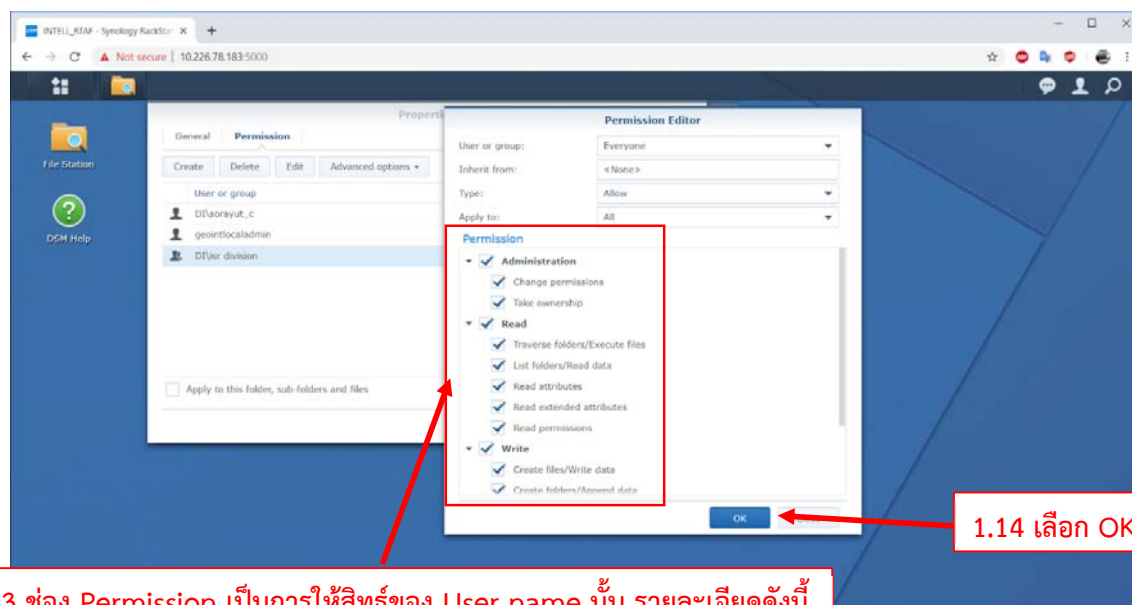 INTELL_RTAF - Synology RackSta
Not secure | 10.226.78.183:5000
File Station
DSM Help
General Permission
Create Delete Edit Advanced options
User or group
DI\sorayut_c
geointlocaladmin
DI\isr division
Apply to this folder, sub-folders and files
Permission Editor
User or group: Everyone
Inherit from: <None>
Type: Allow
Apply to: All
Permission
Administration
Change permissions
Take ownership
Read
Traverse folders/Execute files
List folders/Read data
Read attributes
Read extended attributes
Read permissions
Write
Create files/Write data
Create folders/Append data
OK
1.14 เลือก OK
3 ช่อง Permission เป็นการให้สิทธ์ของ User name นั้น รายละเอียดดังนี้